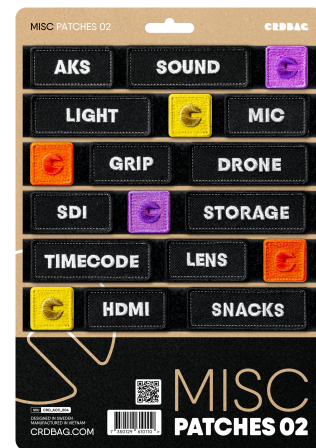 MISC PATCHES 02 CRDBAG
AKS SOUND
LIGHT MIC
GRIP DRONE
SDI STORAGE
TIMECODE LENS
HDMI SNACKS
MISC
PATCHES 02
CRD_ACC_004
DESIGNED IN SWEDEN
MANUFACTURED IN VIETNAM
CRDBAG.COM